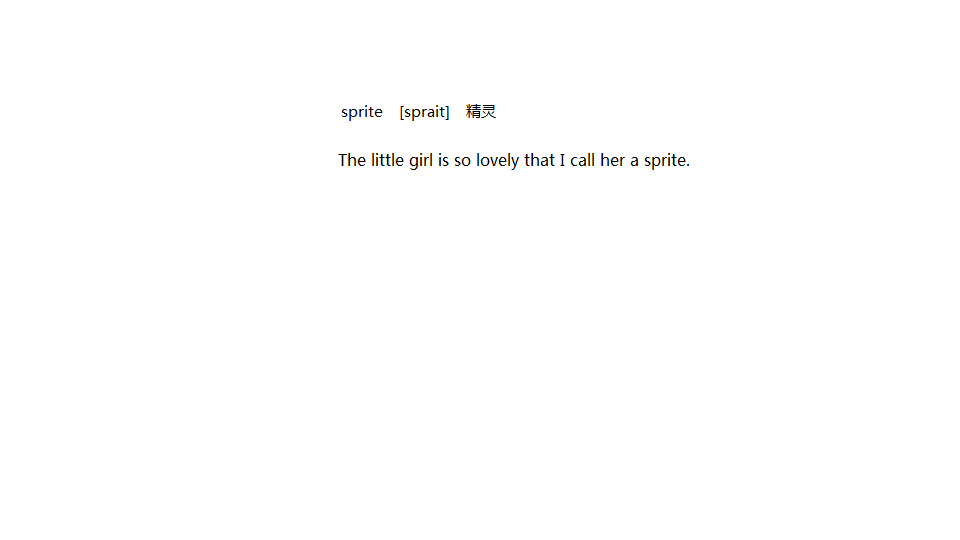 sprite [sprait] 精灵
The little girl is so lovely that I call her a sprite.